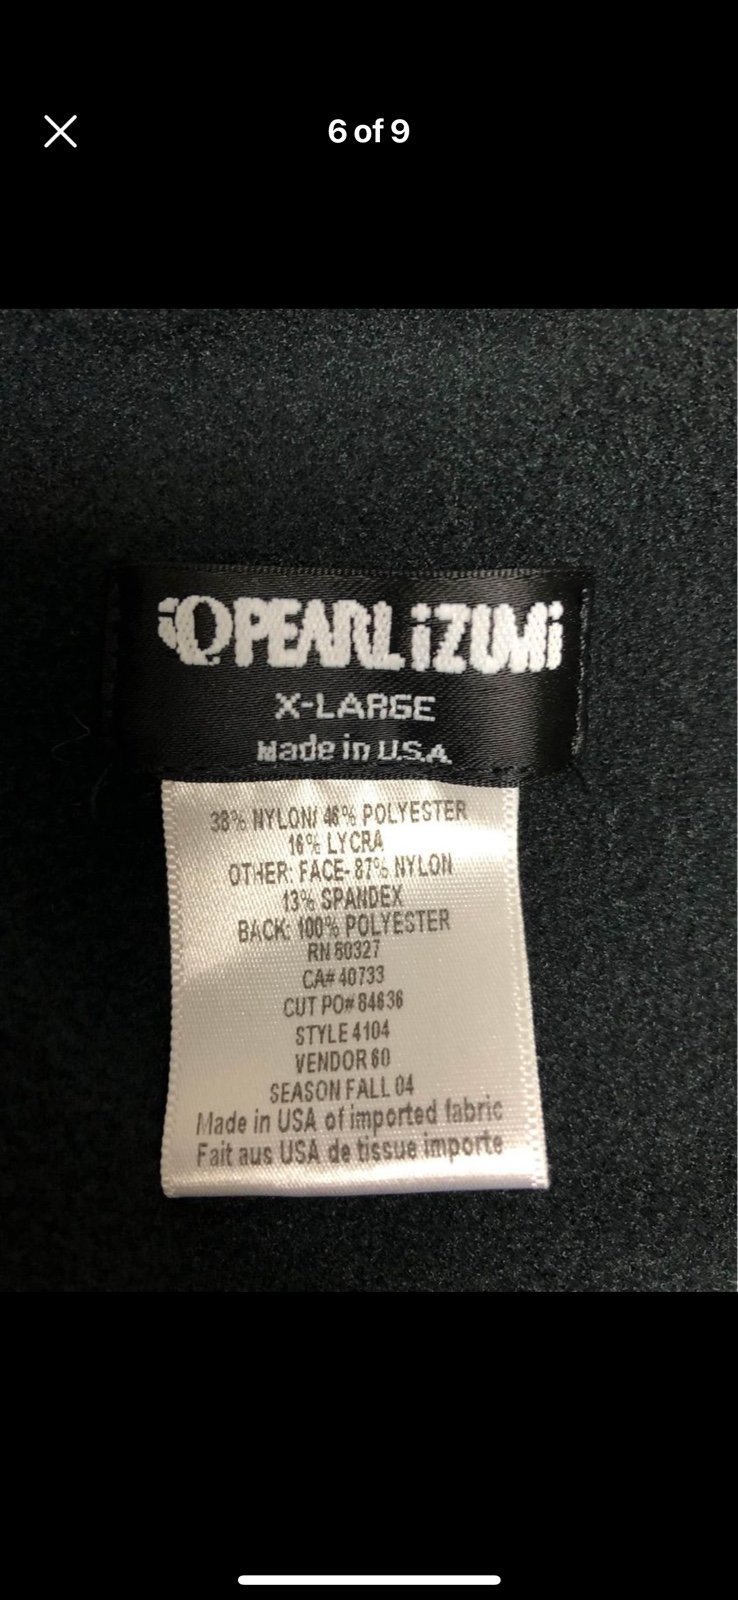 6 of 9
PEARL iZUMi
X-LARGE
Made in U.S.A
38% NYLON/ 46% POLYESTER
16% LYCRA
OTHER: FACE- 87% NYLON
13% SPANDEX
BACK: 100% POLYESTER
RN 60327
CA# 40733
CUT PO# 84636
STYLE 4104
VENDOR 60
SEASON FALL 04
Made in USA of imported fabric
Fait aus USA de tissue importe